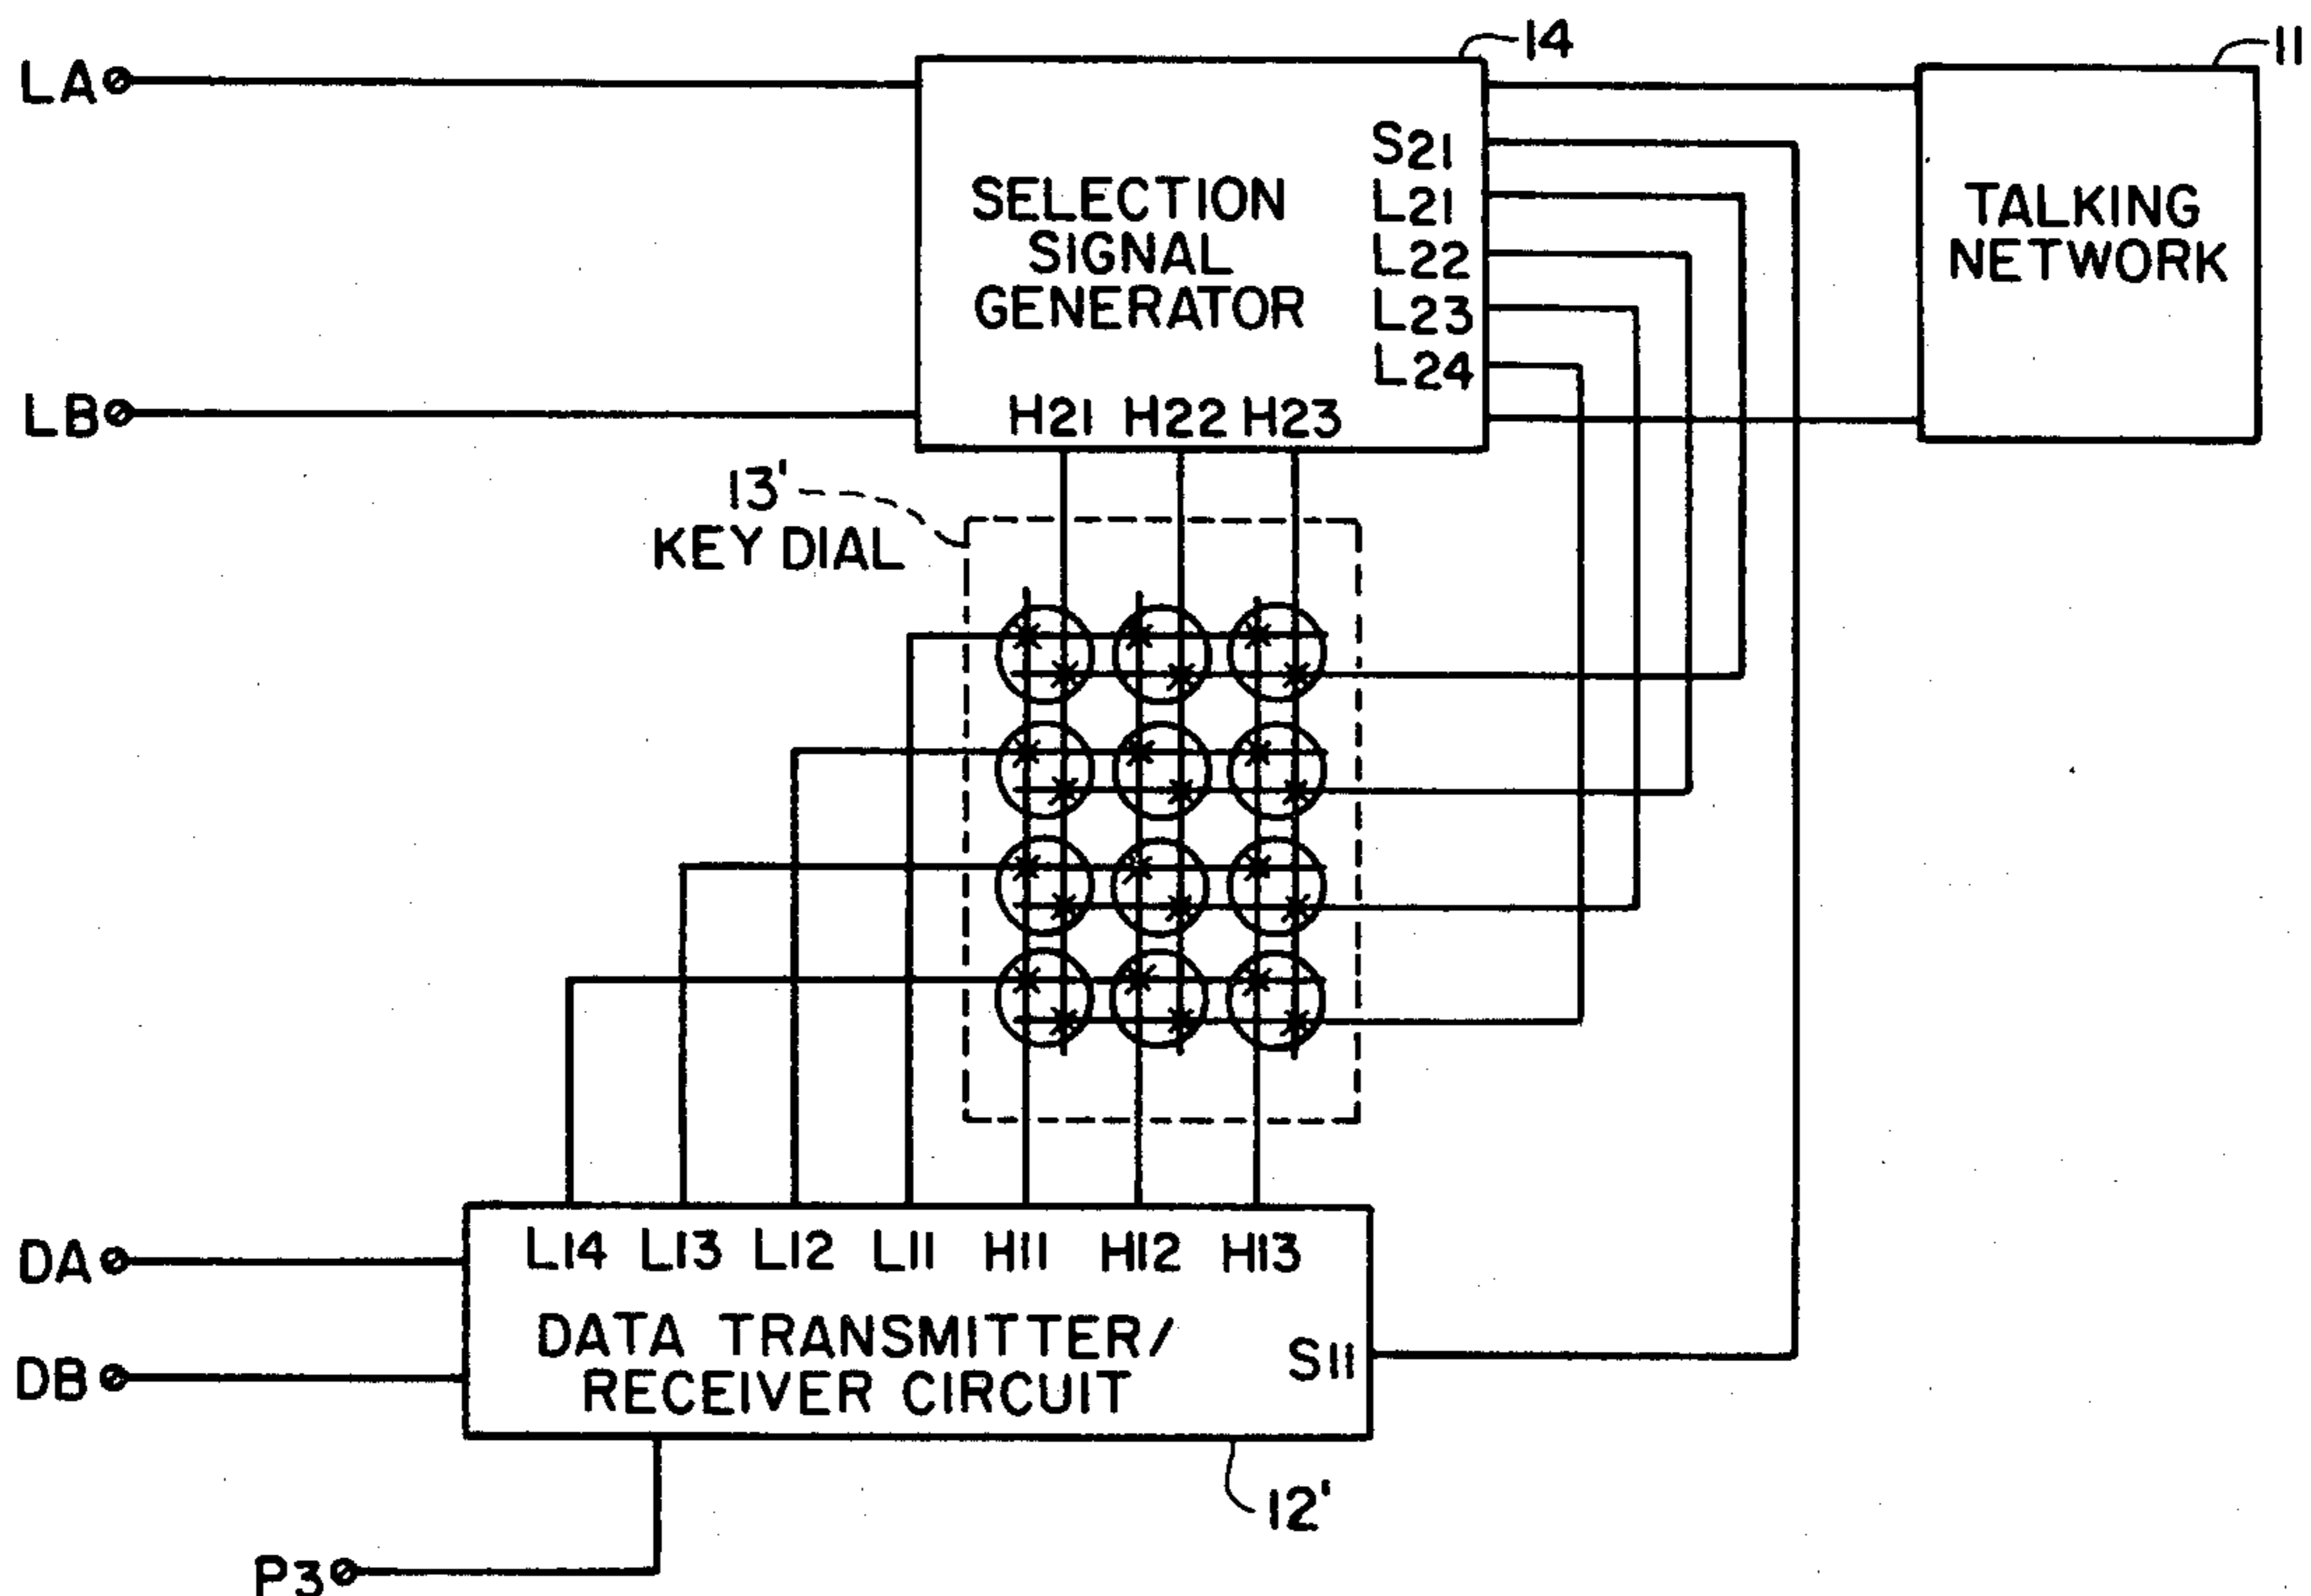 14
11
LA
S21
SELECTION
SIGNAL
GENERATOR
L21
L22
L23
L24
TALKING
NETWORK
LB
H21 H22 H23
13'
KEY DIAL
L14 L13 L12 L11 H11 H12 H13
DA
DATA TRANSMITTER/
RECEIVER CIRCUIT
S11
DB
12'
P3